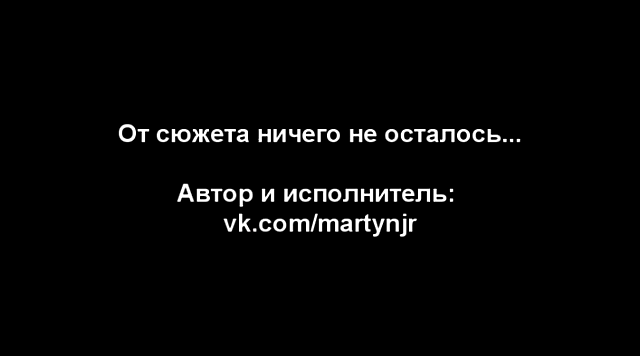 От сюжета ничего не осталось...
Автор и исполнитель:
vk.com/martynjr